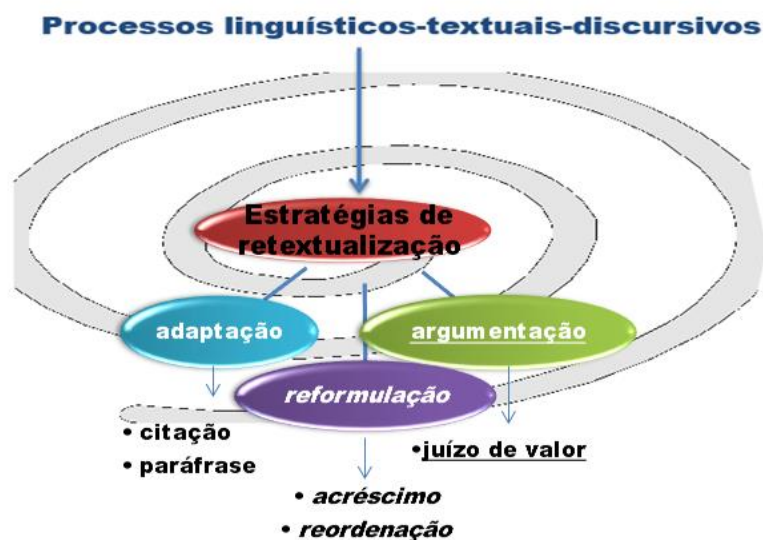 Processos linguísticos-textuais-discursivos
Estratégias de
retextualização
adaptação
argumentação
reformulação
• citação
• paráfrase
•juízo de valor
• acréscimo
• reordenação